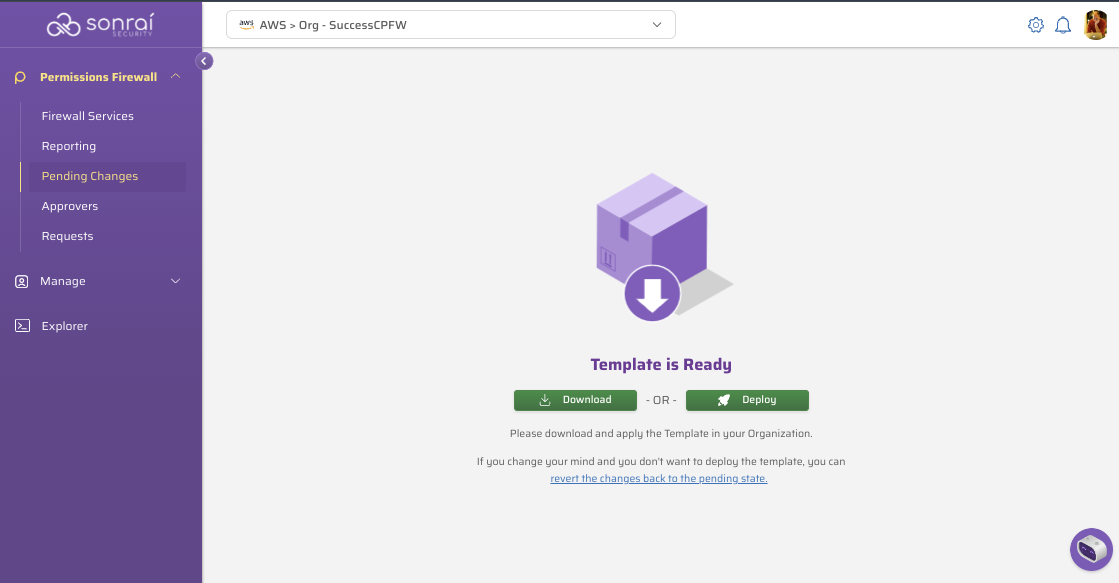 sonraí
SECURITY
aws AWS > Org - SuccessCPFW
Permissions Firewall
Firewall Services
Reporting
Pending Changes
Approvers
Requests
Manage
Explorer
Template is Ready
Download - OR - Deploy
Please download and apply the Template in your Organization.
If you change your mind and you don't want to deploy the template, you can
revert the changes back to the pending state.